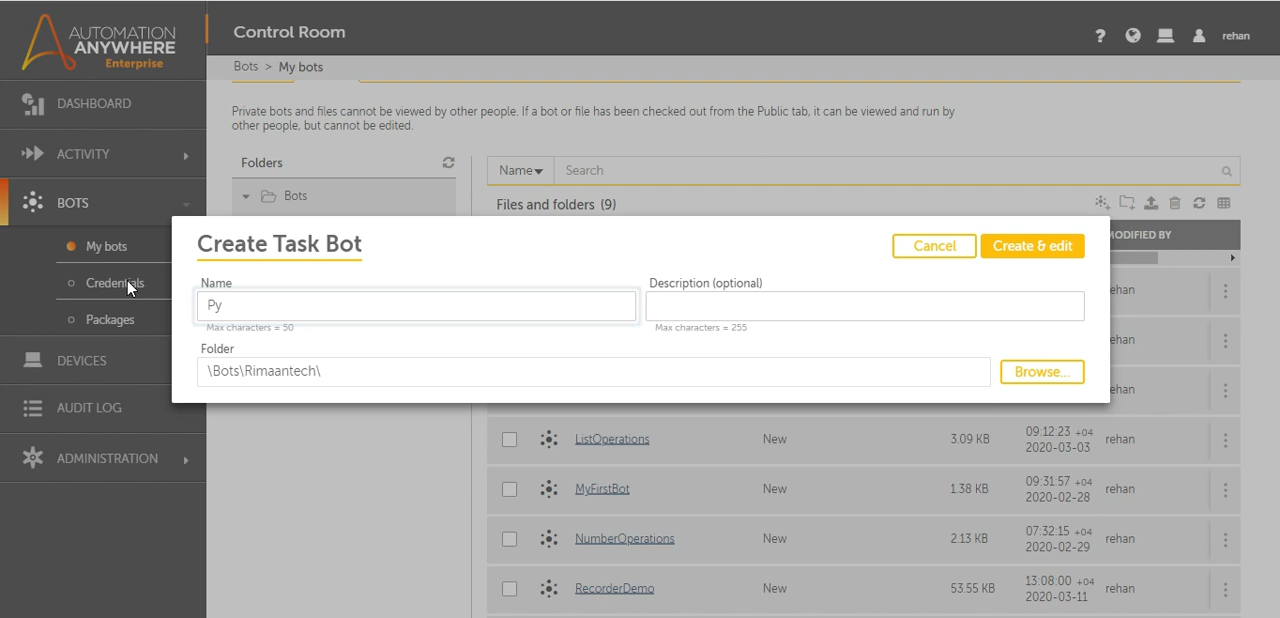 AUTOMATION
ANYWHERE
Enterprise
Control Room
rehan
Bots > My bots
DASHBOARD
ACTIVITY
BOTS
My bots
Credentials
Packages
DEVICES
AUDIT LOG
ADMINISTRATION
Private bots and files cannot be viewed by other people. If a bot or file has been checked out from the Public tab, it can be viewed and run by
other people, but cannot be edited.
Folders
Bots
Name
Search
Files and folders (9)
MODIFIED BY
Create Task Bot
Cancel
Create & edit
Name
Description (optional)
Py
Max characters = 50
Max characters = 255
Folder
\Bots\Rimaantech\
Browse...
ehan
ehan
ehan
ListOperations New 3.09 KB 09:12:23 +04 rehan
2020-03-03
MyFirstBot New 1.38 KB 09:31:57 +04 rehan
2020-02-28
NumberOperations New 2.13 KB 07:32:15 +04 rehan
2020-02-29
RecorderDemo New 53.55 KB 13:08:00 +04 rehan
2020-03-11